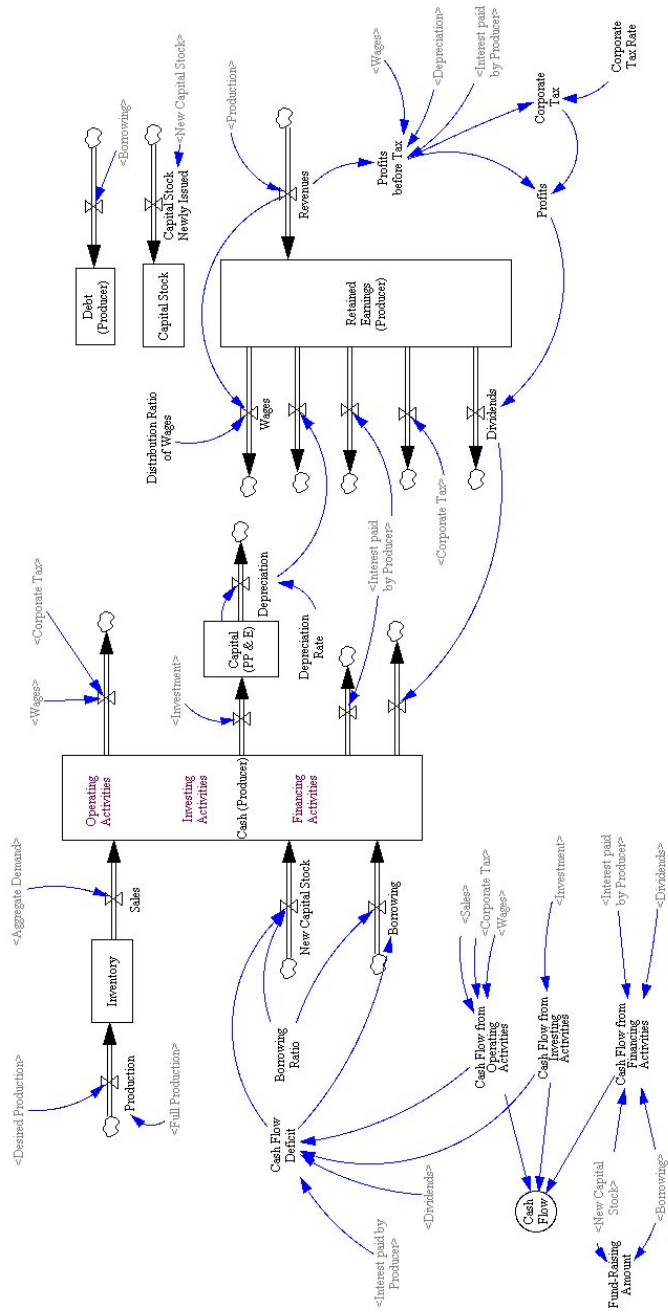 <Desired Production>
Production
<Full Production>
Inventory
<Aggregate Demand>
Sales
Operating
Activities
Investing
Activities
Cash (Producer)
Financing
Activities
<Wages>
<Corporate Tax>
<Investment>
Capital
(PP & E)
Depreciation
Depreciation
Rate
<Interest paid
by Producer>
New Capital Stock
Borrowing
Borrowing
Ratio
Cash Flow
Deficit
<Interest paid by
Producer>
<Dividends>
<Sales>
<Corporate Tax>
<Wages>
Cash Flow from
Operating
Activities
<Investment>
Cash Flow from
Investing
Activities
<Interest paid
by Producer>
<Dividends>
Cash Flow from
Financing
Activities
Cash
Flow
<New Capital
Stock>
<Borrowing>
Fund-Raising
Amount
Debt
(Producer)
<Borrowing>
Capital Stock
Capital Stock
Newly Issued
<New Capital Stock>
Distribution Ratio
of Wages
Wages
<Corporate Tax>
Dividends
Retained
Earnings
(Producer)
Revenues
<Production>
Profits
before Tax
<Wages>
<Depreciation>
<Interest paid
by Producer>
Profits
Corporate
Tax
Corporate
Tax Rate